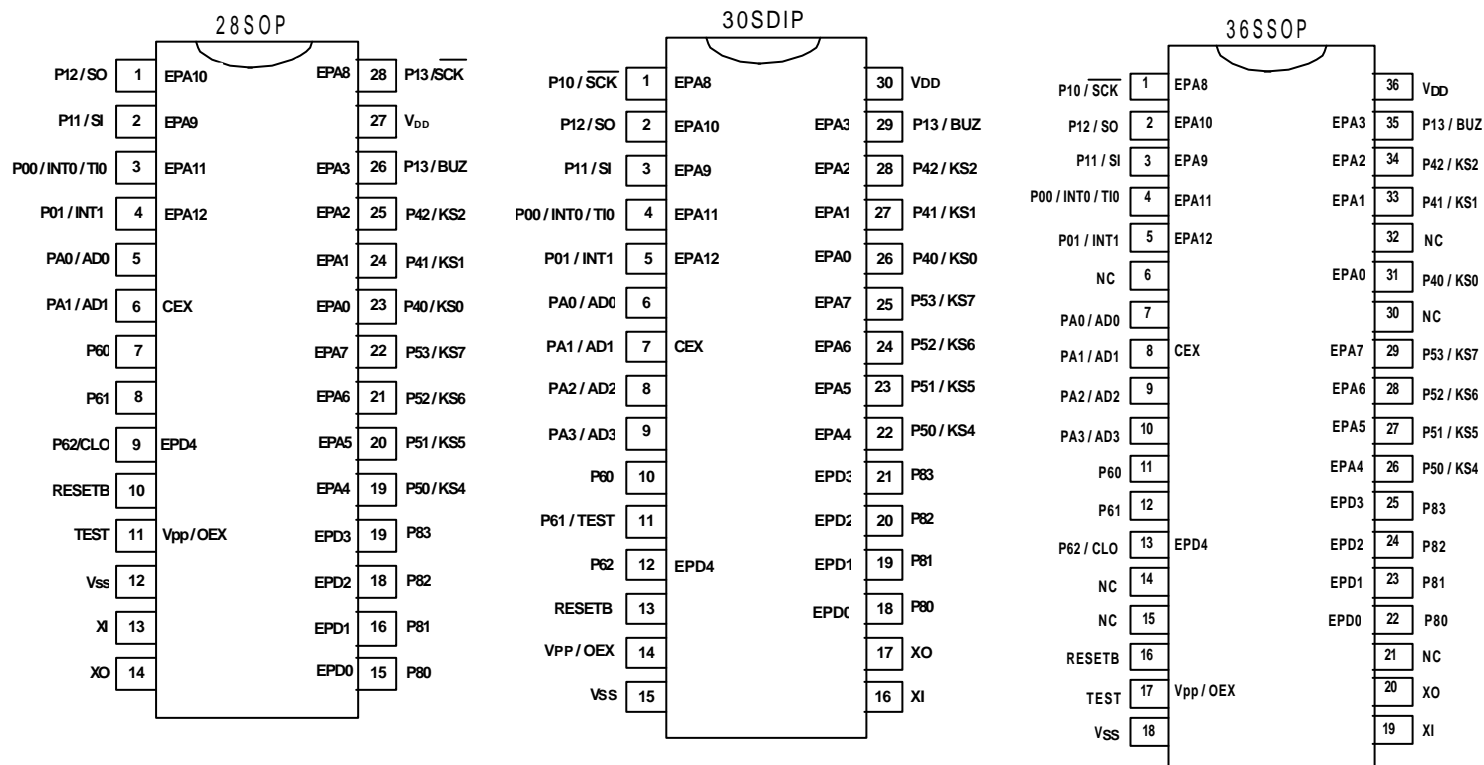 28SOP
P12/SO 1 EPA10 EPA8 28 P13/SCK
P11/SI 2 EPA9 27 VDD
P00/INT0/TI0 3 EPA11 EPA3 26 P13/BUZ
P01/INT1 4 EPA12 EPA2 25 P42/KS2
PA0/AD0 5 EPA1 24 P41/KS1
PA1/AD1 6 CEX EPA0 23 P40/KS0
P60 7 EPA7 22 P53/KS7
P61 8 EPA6 21 P52/KS6
P62/CLO 9 EPD4 EPA5 20 P51/KS5
RESETB 10 EPA4 19 P50/KS4
TEST 11 Vpp/OEX EPD3 19 P83
Vss 12 EPD2 18 P82
XI 13 EPD1 16 P81
XO 14 EPD0 15 P80
30SDIP
P10/SCK 1 EPA8 30 VDD
P12/SO 2 EPA10 EPA3 29 P13/BUZ
P11/SI 3 EPA9 EPA2 28 P42/KS2
P00/INT0/TI0 4 EPA11 EPA1 27 P41/KS1
P01/INT1 5 EPA12 EPA0 26 P40/KS0
PA0/AD0 6 EPA7 25 P53/KS7
PA1/AD1 7 CEX EPA6 24 P52/KS6
PA2/AD2 8 EPA5 23 P51/KS5
PA3/AD3 9 EPA4 22 P50/KS4
P60 10 EPD3 21 P83
P61/TEST 11 EPD2 20 P82
P62 12 EPD4 EPD1 19 P81
RESETB 13 EPD0 18 P80
VPP/OEX 14 17 XO
VSS 15 16 XI
36SSOP
P10/SCK 1 EPA8 36 VDD
P12/SO 2 EPA10 EPA3 35 P13/BUZ
P11/SI 3 EPA9 EPA2 34 P42/KS2
P00/INT0/TI0 4 EPA11 EPA1 33 P41/KS1
P01/INT1 5 EPA12 32 NC
NC 6 EPA0 31 P40/KS0
PA0/AD0 7 30 NC
PA1/AD1 8 CEX EPA7 29 P53/KS7
PA2/AD2 9 EPA6 28 P52/KS6
PA3/AD3 10 EPA5 27 P51/KS5
P60 11 EPA4 26 P50/KS4
P61 12 EPD3 25 P83
P62/CLO 13 EPD4 EPD2 24 P82
NC 14 EPD1 23 P81
NC 15 EPD0 22 P80
RESETB 16 21 NC
TEST 17 Vpp/OEX 20 XO
VSS 18 19 XI